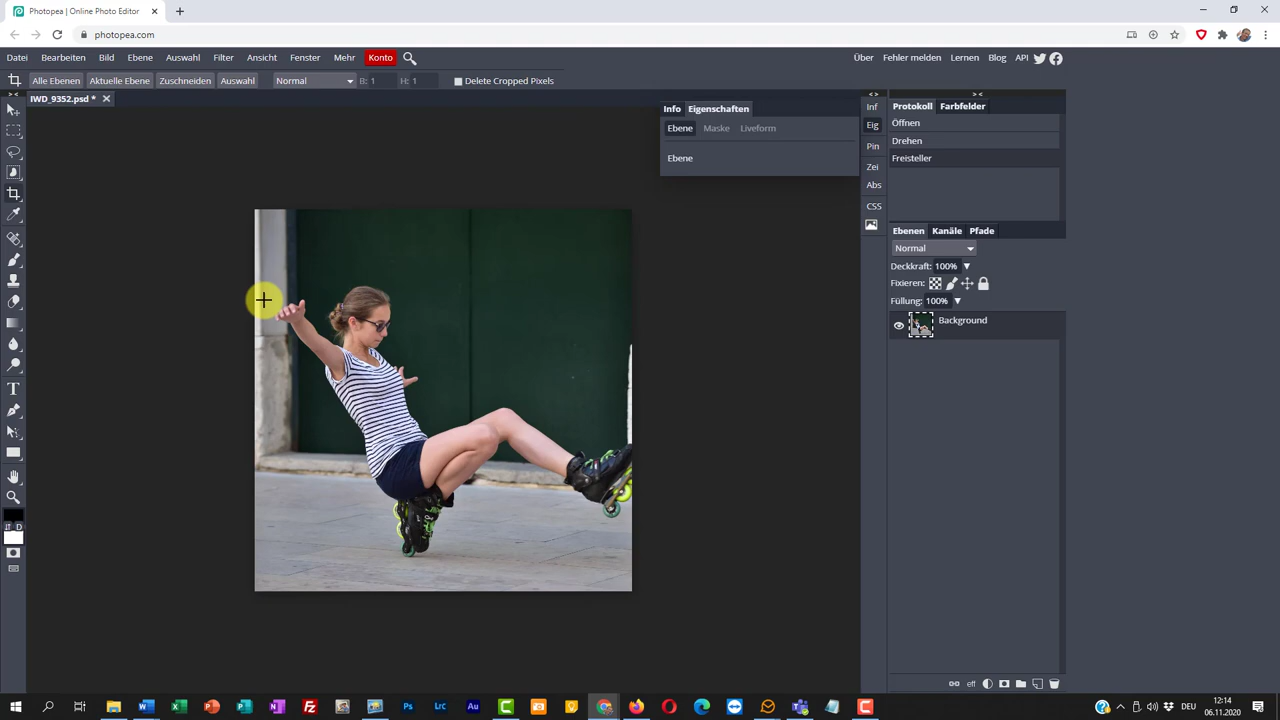 Photopea | Online Photo Editor
photopea.com
Datei Bearbeiten Bild Ebene Auswahl Filter Ansicht Fenster Mehr Konto
Über Fehler melden Lernen Blog API
Alle Ebenen Aktuelle Ebene Zuschneiden Auswahl Normal B: 1 H: 1 Delete Cropped Pixels
IWD_9352.psd *
Info Eigenschaften
Ebene Maske Liveform
Ebene
Inf
Eig
Pin
Zei
Abs
CSS
Protokoll Farbfelder
Öffnen
Drehen
Freisteller
Ebenen Kanäle Pfade
Normal
Deckkraft: 100%
Fixieren:
Füllung: 100%
Background
eff
D
DEU
12:14
06.11.2020